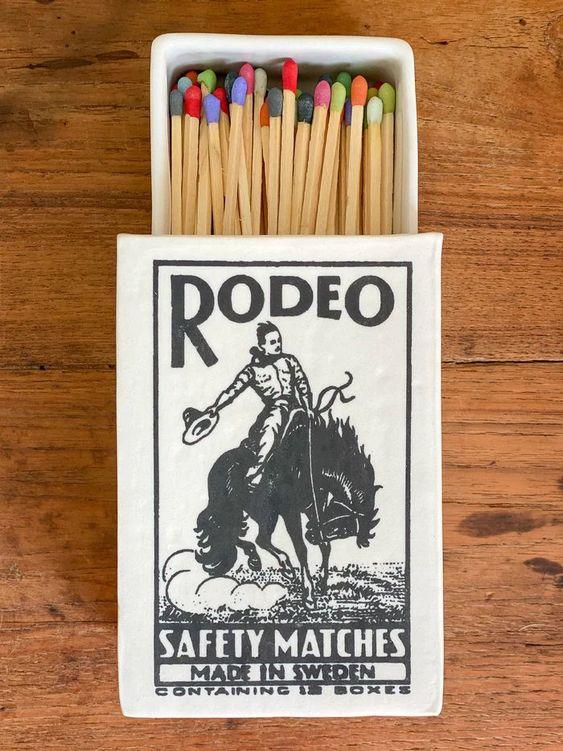 RODEO
SAFETY MATCHES
MADE IN SWEDEN
CONTAINING 12 BOXES